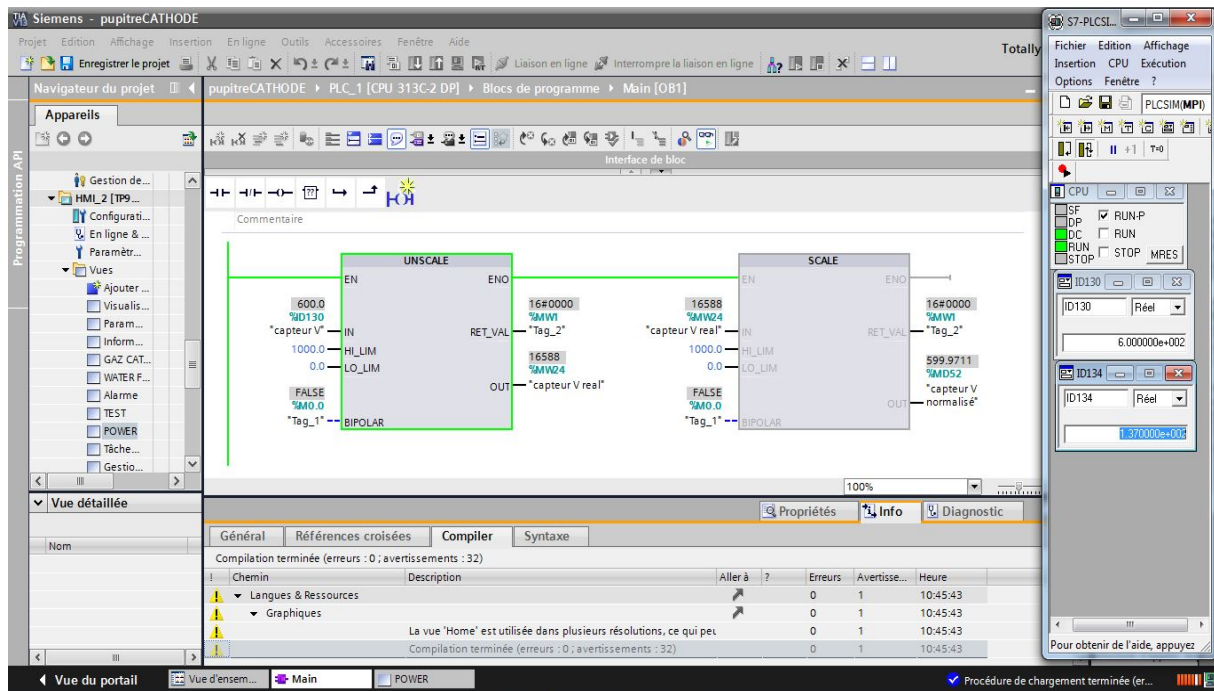 Siemens - pupitreCATHODE
Projet Edition Affichage Insertion En ligne Outils Accessoires Fenêtre Aide
Totally
Enregistrer le projet
Liaison en ligne
Interrompre la liaison en ligne
Navigateur du projet
pupitreCATHODE PLC_1 [CPU 313C-2 DP] Blocs de programme Main [OB1]
Appareils
Programmation API
Interface de bloc
Gestion de...
HMI_2 [TP9...
Configurati...
En ligne & ...
Paramètr...
Vues
Ajouter ...
Visualis...
Param...
Inform...
GAZ CAT...
WATER F...
Alarme
TEST
POWER
Tâche...
Gestio...
Vue détaillée
Nom
Commentaire
UNSCALE
EN
ENO
600.0
%ID130
"capteur V"
IN
1000.0
HI_LIM
0.0
LO_LIM
FALSE
%M0.0
"Tag_1"
BIPOLAR
16#0000
%MW1
RET_VAL
"Tag_2"
16588
%MW24
OUT
"capteur V real"
SCALE
EN
ENO
16588
%MW24
"capteur V real"
IN
1000.0
HI_LIM
0.0
LO_LIM
FALSE
%M0.0
"Tag_1"
BIPOLAR
16#0000
%MW1
RET_VAL
"Tag_2"
599.9711
%MD52
"capteur V
OUT
normalisé"
100%
Propriétés
Info
Diagnostic
Général
Références croisées
Compiler
Syntaxe
Compilation terminée (erreurs : 0 ; avertissements : 32)
! Chemin Description Aller à ? Erreurs Avertisse... Heure
Langues & Ressources 0 1 10:45:43
Graphiques 0 1 10:45:43
La vue 'Home' est utilisée dans plusieurs résolutions, ce qui peu 0 1 10:45:43
Compilation terminée (erreurs : 0 ; avertissements : 32) 0 1 10:45:43
Vue du portail
Vue d'ensem...
Main
POWER
Procédure de chargement terminée (er...
S7-PLCSI...
Fichier Edition Affichage
Insertion CPU Exécution
Options Fenêtre ?
PLCSIM(MPI)
+1
T=0
CPU
SF
DP
DC
RUN
STOP
RUN-P
RUN
STOP
MRES
ID130
ID130
Réel
6.000000e+002
ID134
ID134
Réel
1.370000e+002
Pour obtenir de l'aide, appuyez